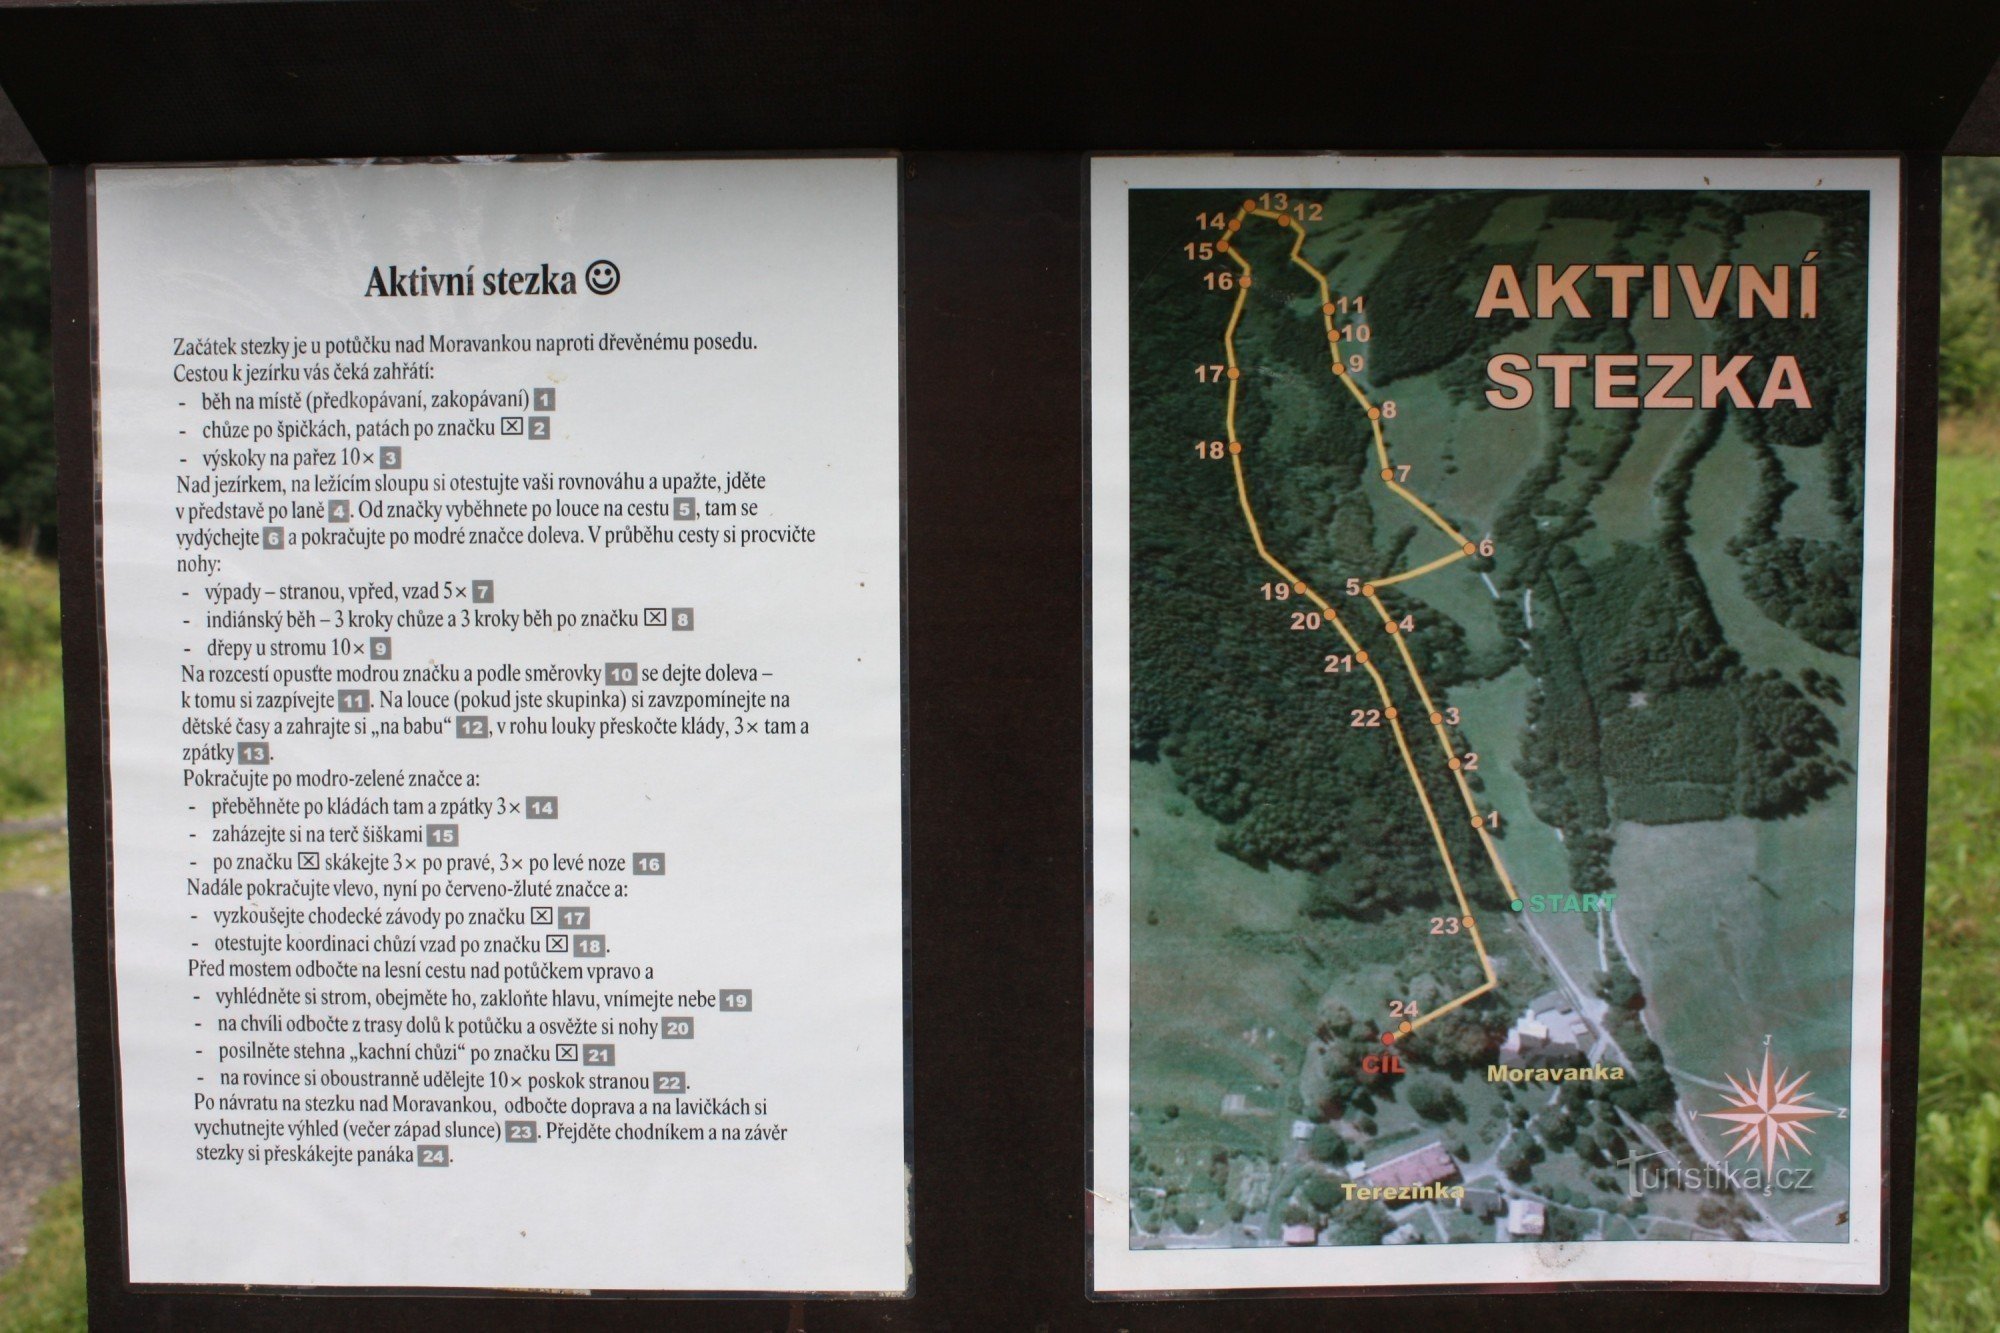 Aktivní stezka ☺
Začátek stezky je u potůčku nad Moravankou naproti dřevěnému posedu.
Cestou k jezírku vás čeká zahřátí:
- běh na místě (předkopávaní, zakopávaní) 1
- chůze po špičkách, patách po značku ☒ 2
- výskoky na pařez 10× 3
Nad jezírkem, na ležícím sloupu si otestujte vaši rovnováhu a upažte, jděte
v představě po laně 4. Od značky vyběhnete po louce na cestu 5, tam se
vydýchejte 6 a pokračujte po modré značce doleva. V průběhu cesty si procvičte
nohy:
- výpady – stranou, vpřed, vzad 5× 7
- indiánský běh – 3 kroky chůze a 3 kroky běh po značku ☒ 8
- dřepy u stromu 10× 9
Na rozcestí opusťte modrou značku a podle směrovky 10 se dejte doleva –
k tomu si zazpívejte 11. Na louce (pokud jste skupinka) si zavzpomínejte na
dětské časy a zahrajte si „na babu“ 12, v rohu louky přeskočte klády, 3× tam a
zpátky 13.
Pokračujte po modro-zelené značce a:
- přeběhněte po kládách tam a zpátky 3× 14
- zaházejte si na terč šiškami 15
- po značku ☒ skákejte 3× po pravé, 3× po levé noze 16
Nadále pokračujte vlevo, nyní po červeno-žluté značce a:
- vyzkoušejte chodecké závody po značku ☒ 17
- otestujte koordinaci chůzí vzad po značku ☒ 18.
Před mostem odbočte na lesní cestu nad potůčkem vpravo a
- vyhlédněte si strom, obejměte ho, zakloňte hlavu, vnímejte nebe 19
- na chvíli odbočte z trasy dolů k potůčku a osvěžte si nohy 20
- posilněte stehna „kachní chůzi“ po značku ☒ 21
- na rovince si oboustranně udělejte 10× poskok stranou 22.
Po návratu na stezku nad Moravankou, odbočte doprava a na lavičkách si
vychutnejte výhled (večer západ slunce) 23. Přejděte chodníkem a na závěr
stezky si přeskákejte panáka 24.
AKTIVNÍ
STEZKA
13
12
14
15
16
11
10
9
17
8
18
7
6
5
19
4
20
21
22
3
2
1
START
23
24
CÍL
Moravanka
Terezínka
J
V
Z
S
Turistika.cz